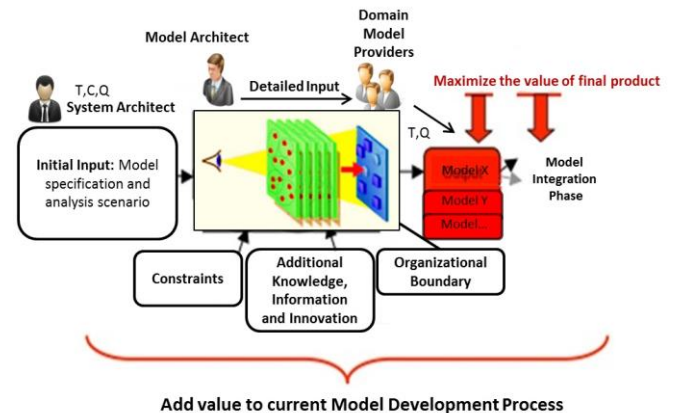 Domain
Model
Providers
Model Architect
Detailed Input
Maximize the value of final product
T,C,Q
System Architect
T,Q
Initial Input: Model
specification and
analysis scenario
Model X
Model Y
Model...
Model
Integration
Phase
Constraints
Additional
Knowledge,
Information
and Innovation
Organizational
Boundary
Add value to current Model Development Process